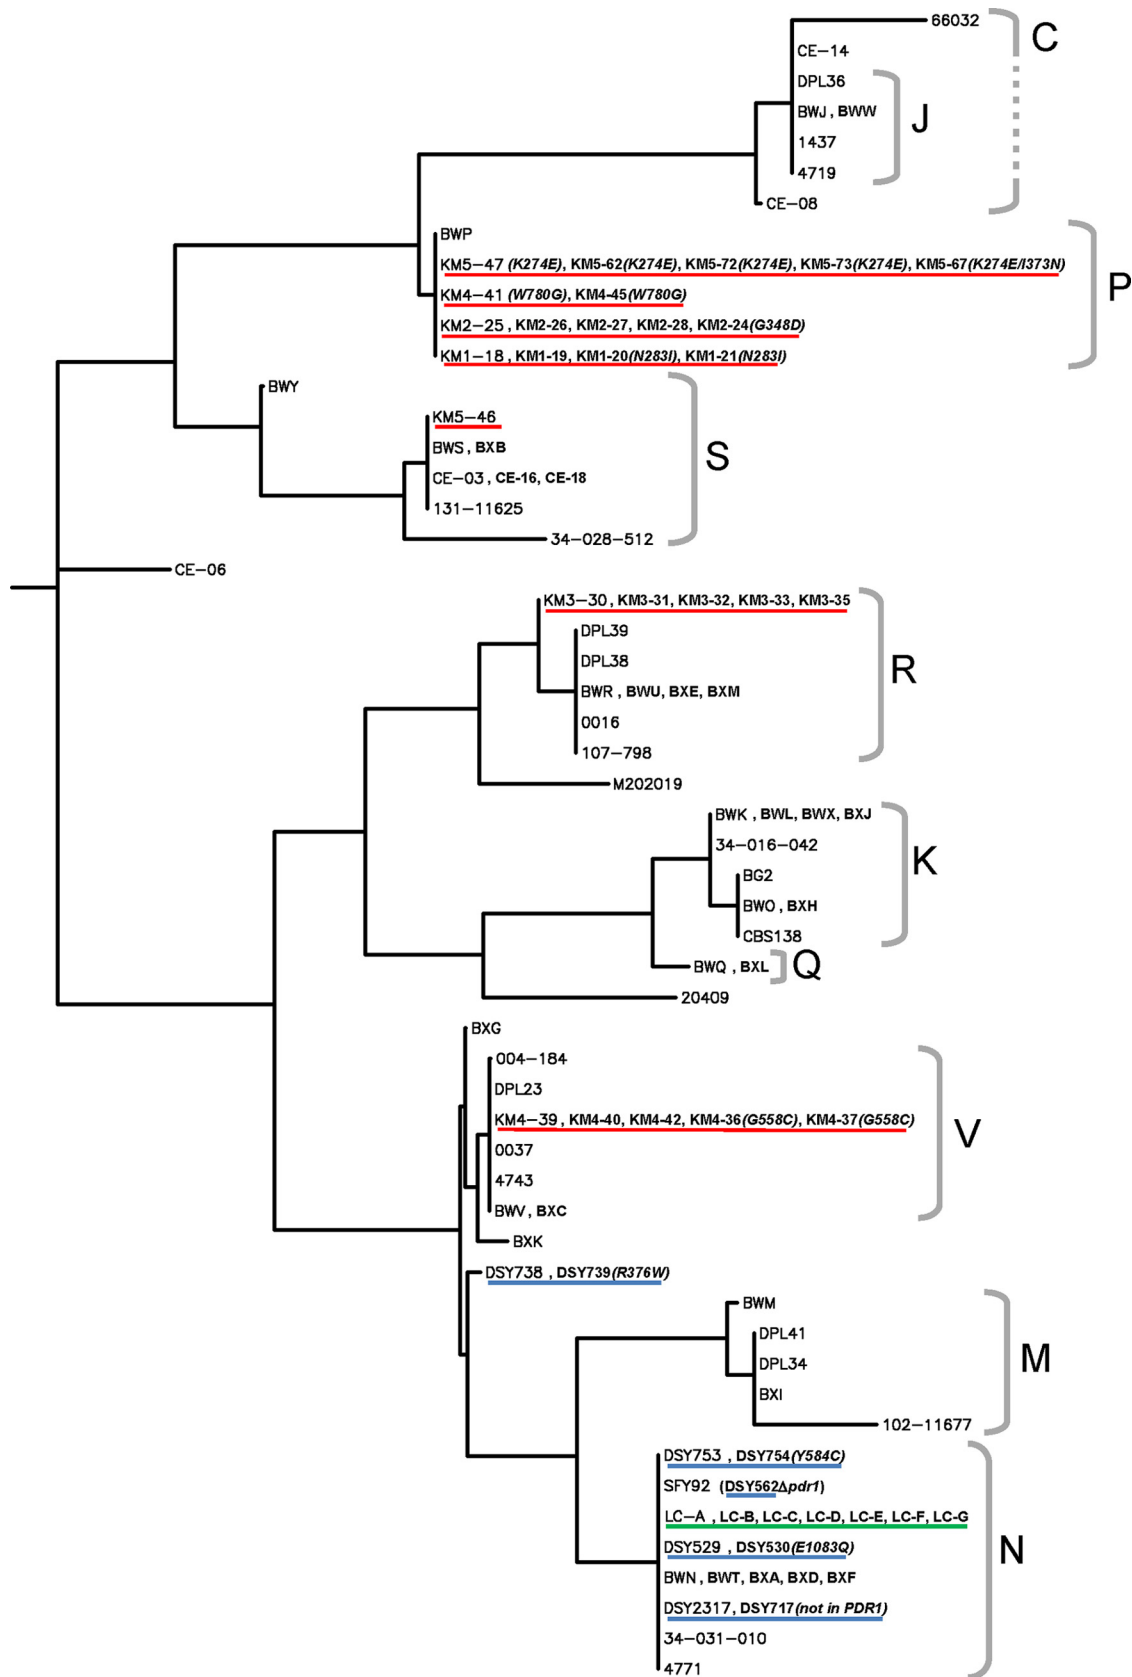 66032
C
CE-14
DPL36
J
BWJ, BWW
1437
4719
CE-08
BWP
KM5-47 (K274E), KM5-62(K274E), KM5-72(K274E), KM5-73(K274E), KM5-67(K274E/I373N)
P
KM4-41 (W780G), KM4-45(W780G)
KM2-25, KM2-26, KM2-27, KM2-28, KM2-24(G348D)
KM1-18, KM1-19, KM1-20(N283I), KM1-21(N283I)
BWY
KM5-46
BWS, BXB
S
CE-03, CE-16, CE-18
131-11625
34-028-512
CE-06
KM3-30, KM3-31, KM3-32, KM3-33, KM3-35
DPL39
DPL38
R
BWR, BWU, BXE, BXM
0016
107-798
M202019
BWK, BWL, BWX, BXJ
34-016-042
K
BG2
BWO, BXH
CBS138
BWQ, BXL
Q
20409
BXG
004-184
DPL23
KM4-39, KM4-40, KM4-42, KM4-36(G558C), KM4-37(G558C)
V
0037
4743
BWV, BXC
BXK
DSY738, DSY739(R376W)
BWM
DPL41
DPL34
M
BXI
102-11677
DSY753, DSY754(Y584C)
SFY92 (DSY562Δpdr1)
LC-A, LC-B, LC-C, LC-D, LC-E, LC-F, LC-G
DSY529, DSY530(E1083Q)
N
BWN, BWT, BXA, BXD, BXF
DSY2317, DSY717(not in PDR1)
34-031-010
4771